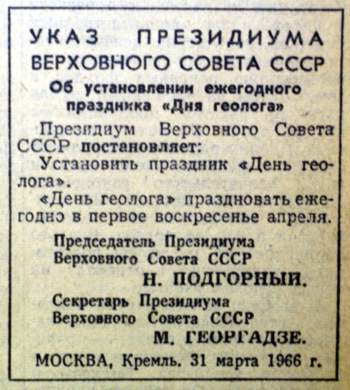 УКАЗ ПРЕЗИДИУМА
ВЕРХОВНОГО СОВЕТА СССР
Об установлении ежегодного
праздника «Дня геолога»
Президиум Верховного Совета
СССР постановляет:
Установить праздник «День гео-
лога».
«День геолога» праздновать еже-
годно в первое воскресенье апреля.
Председатель Президиума
Верховного Совета СССР
Н. ПОДГОРНЫЙ.
Секретарь Президиума
Верховного Совета СССР
М. ГЕОРГАДЗЕ.
МОСКВА, Кремль. 31 марта 1966 г.